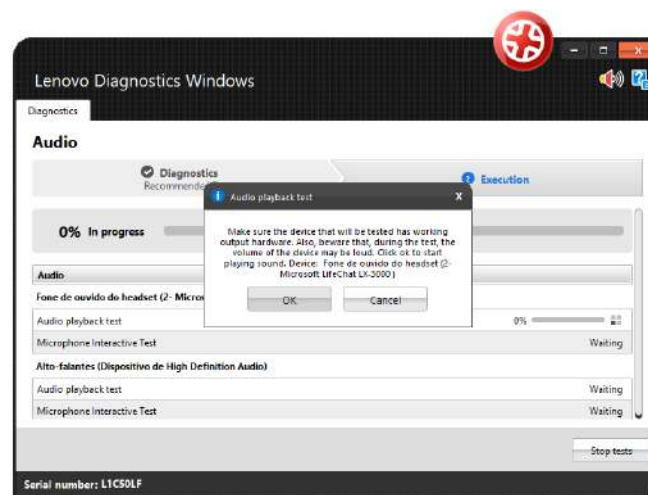 Lenovo Diagnostics Windows
Diagnostics
Audio
Diagnostics
Execution
Audio playback test
X
0% In progress
Make sure the device that will be tested has working
output hardware. Also, beware that, during the test, the
volume of the device may be loud. Click ok to start
playing sound. Device: Fone de ouvido do headset (2-
Microsoft LifeChat LX-3000 )
OK
Cancel
Audio
Fone de ouvido do headset (2- Micros
Audio playback test
0%
Microphone Interactive Test
Waiting
Alto-falantes (Dispositivo de High Definition Audio)
Audio playback test
Waiting
Microphone Interactive Test
Waiting
Stop tests
Serial number: L1C50LF